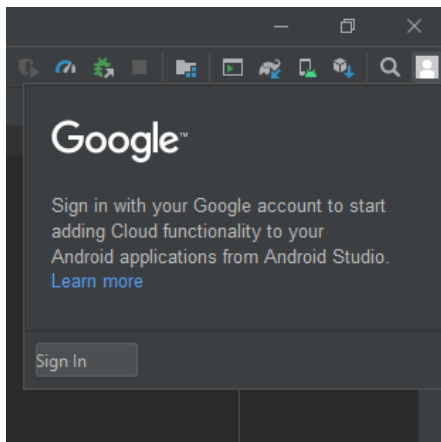 Google™
Sign in with your Google account to start
adding Cloud functionality to your
Android applications from Android Studio.
Learn more
Sign In